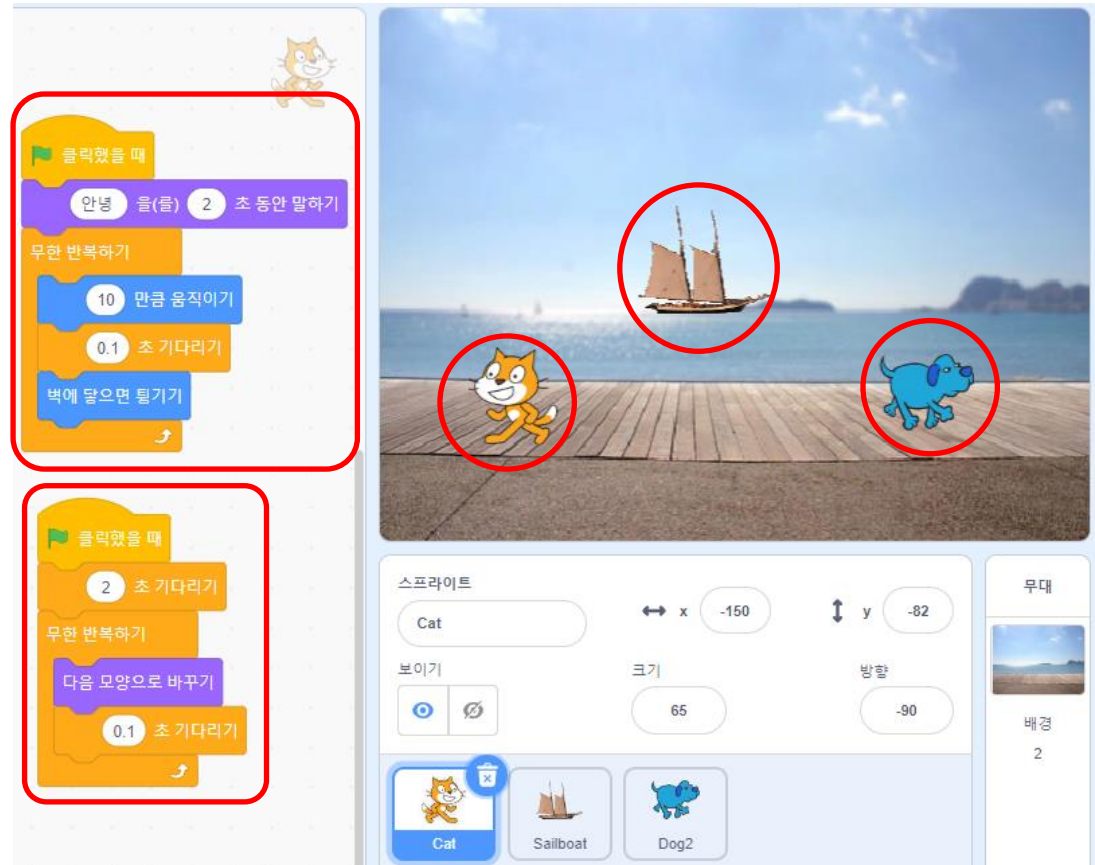 클릭했을 때
안녕 을(를) 2 초 동안 말하기
무한 반복하기
10 만큼 움직이기
0.1 초 기다리기
벽에 닿으면 튕기기
클릭했을 때
2 초 기다리기
무한 반복하기
다음 모양으로 바꾸기
0.1 초 기다리기
스프라이트
Cat
x -150
y -82
보이기
크기
65
방향
-90
Cat
Sailboat
Dog2
무대
배경
2